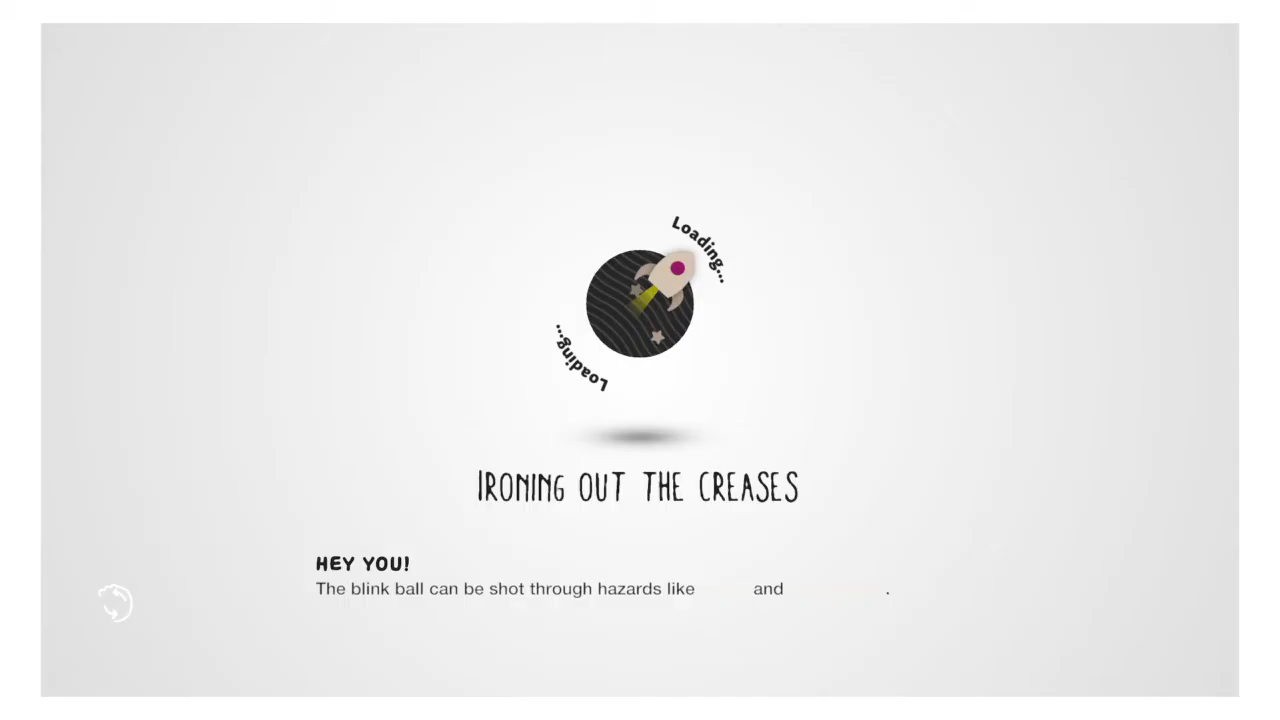 Loading...
Loading...
IRONING OUT THE CREASES
HEY YOU!
The blink ball can be shot through hazards like and .